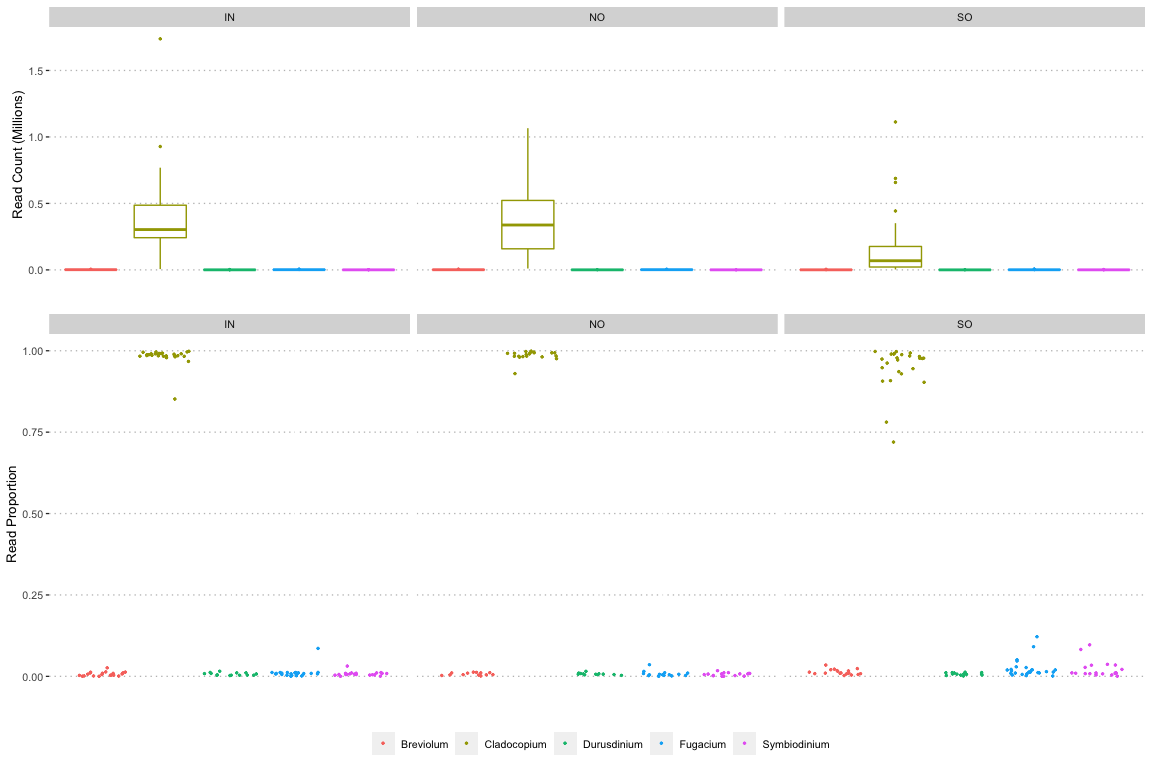 IN NO SO
Read Count (Millions)
1.5
1.0
0.5
0.0
IN NO SO
Read Proportion
1.00
0.75
0.50
0.25
0.00
Breviolum Cladocopium Durusdinium Fugacium Symbiodinium